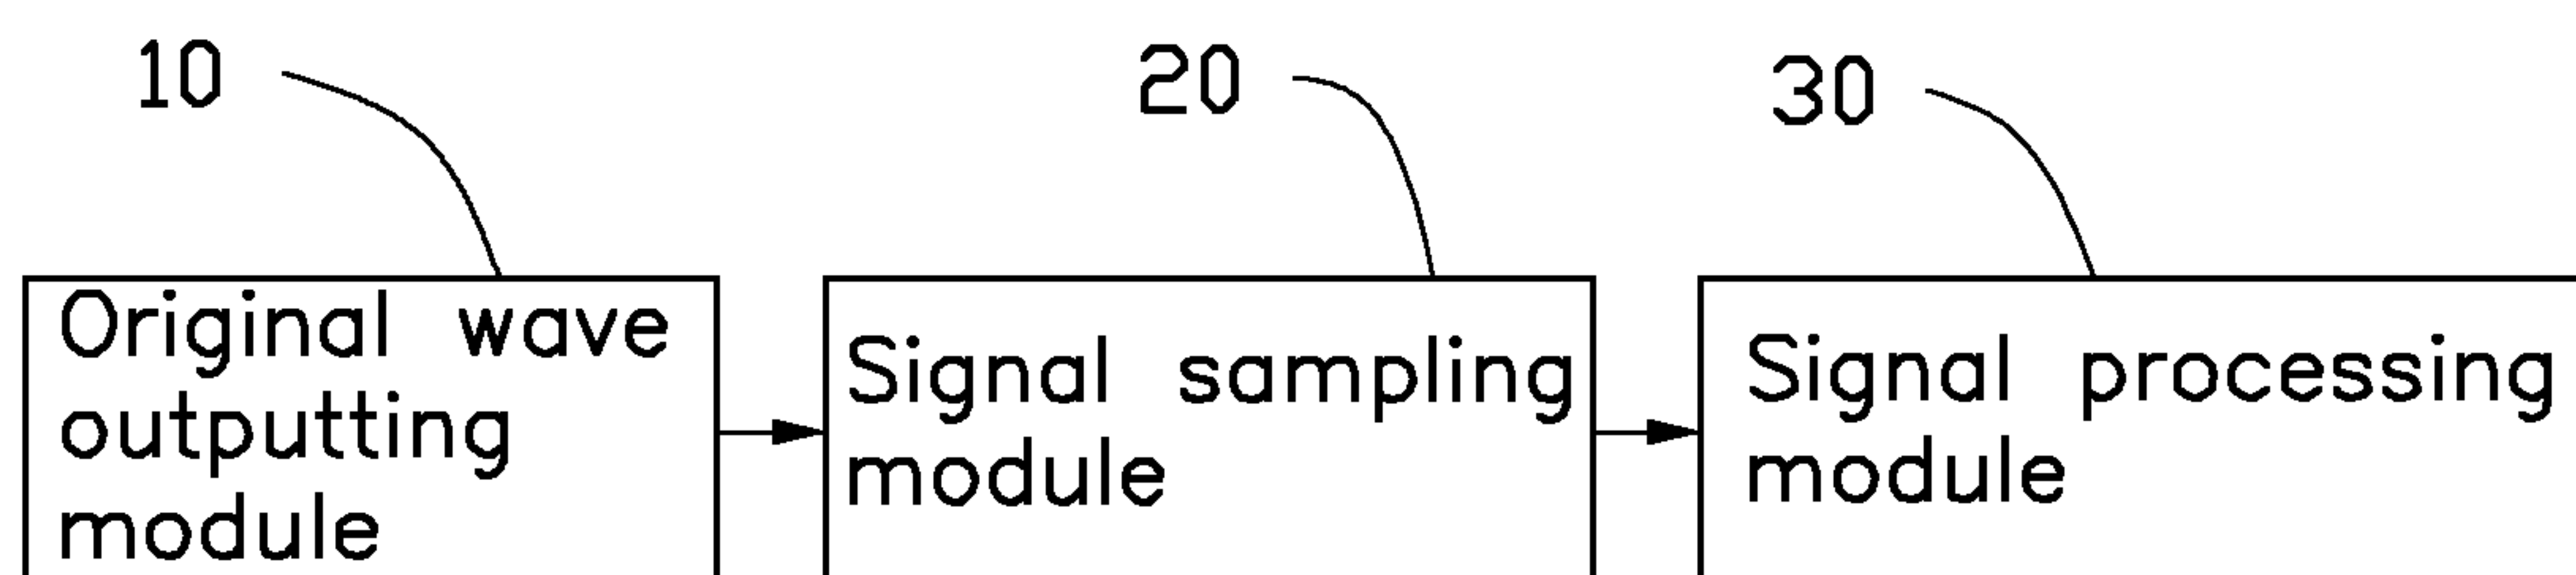 10
20
30
Original wave
outputting
module
Signal sampling
module
Signal processing
module